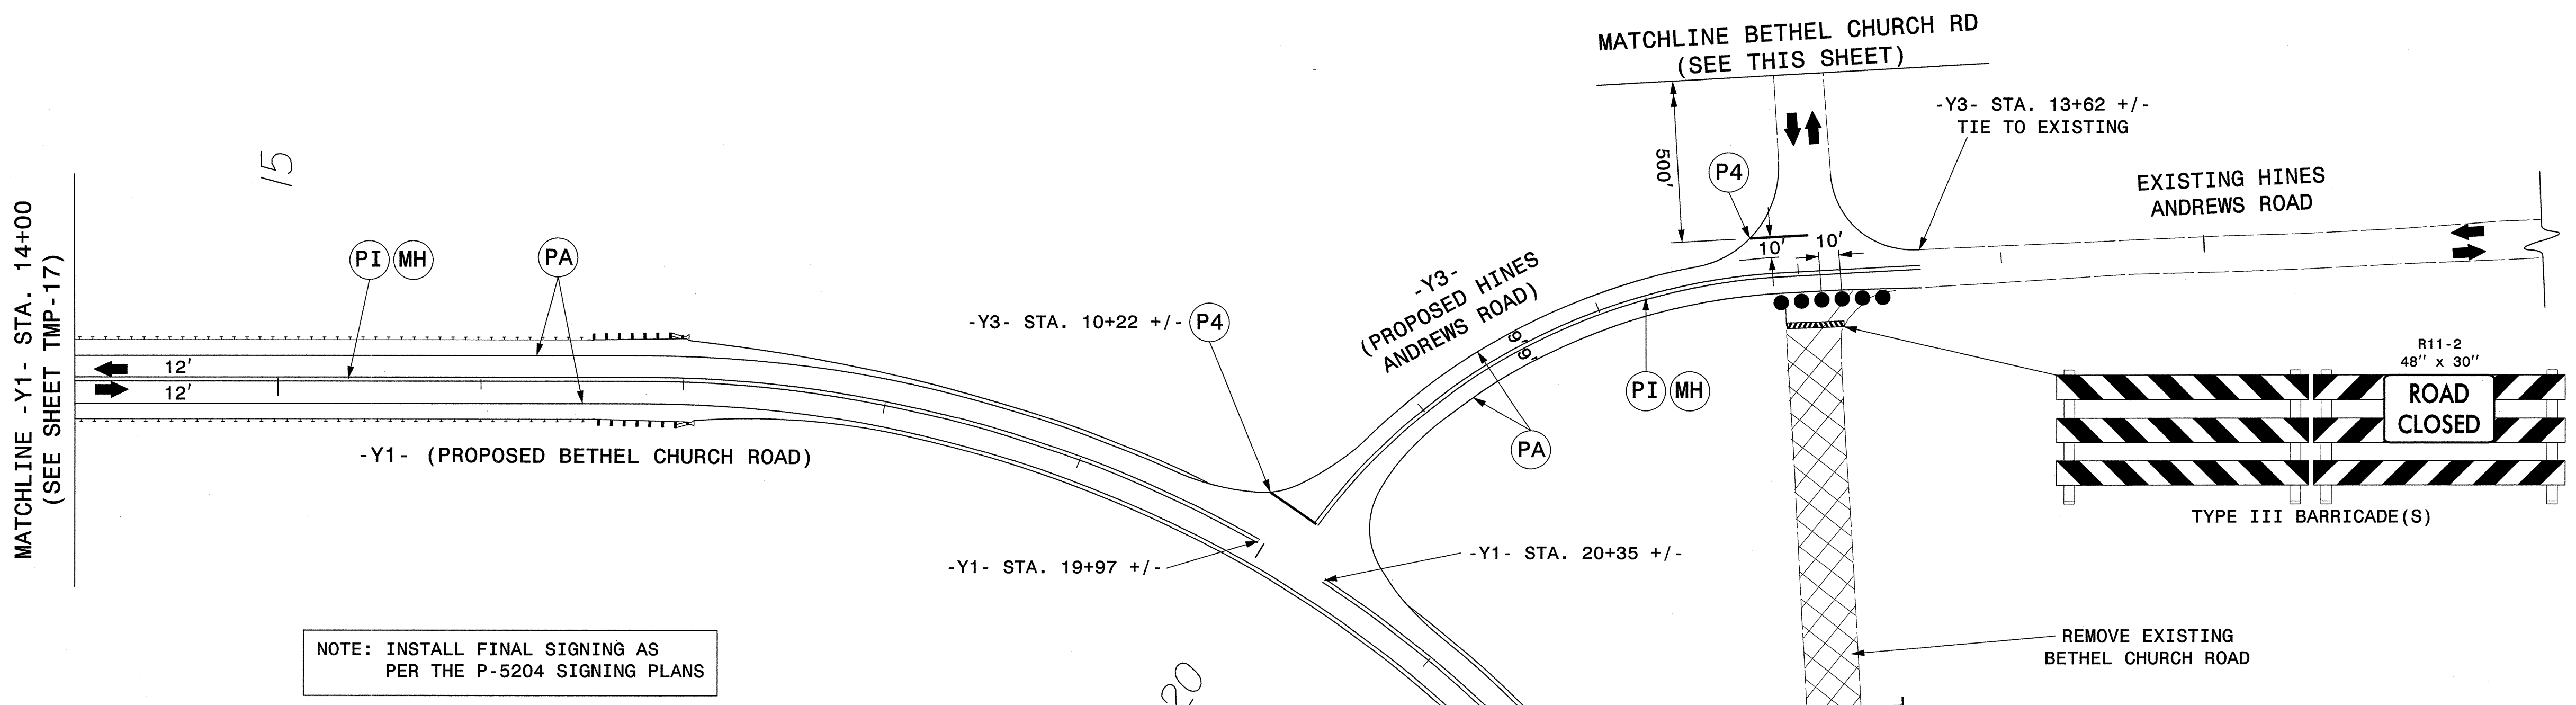 MATCHLINE BETHEL CHURCH RD
(SEE THIS SHEET)
-Y3- STA. 13+62 +/-
TIE TO EXISTING
15
500'
P4
EXISTING HINES
ANDREWS ROAD
MATCHLINE -Y1- STA. 14+00
(SEE SHEET TMP-17)
PI MH
PA
10'
10'
-Y3-
(PROPOSED HINES
ANDREWS ROAD)
-Y3- STA. 10+22 +/- P4
9'
9'
12'
12'
PI MH
R11-2
48" x 30"
ROAD
CLOSED
PA
-Y1- (PROPOSED BETHEL CHURCH ROAD)
TYPE III BARRICADE(S)
-Y1- STA. 19+97 +/-
-Y1- STA. 20+35 +/-
NOTE: INSTALL FINAL SIGNING AS
PER THE P-5204 SIGNING PLANS
20
REMOVE EXISTING
BETHEL CHURCH ROAD